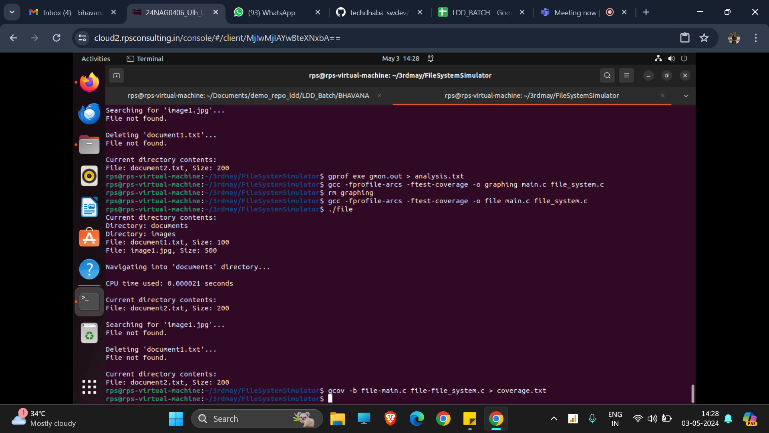 Inbox (4) - bhavan
24NAG0406_U1h_U
(93) WhatsApp
techdhaba_swdev
LDD_BATCH - Goo
Meeting now |
cloud2.rpsconsulting.in/console/#/client/
Activities
Terminal
May 3 14:28
rps@rps-virtual-machine: ~/3rdmay/FileSystemSimulator
rps@rps-virtual-machine: ~/Documents/demo_repo_ldd/LDD_Batch/BHAVANA
rps@rps-virtual-machine: ~/3rdmay/FileSystemSimulator
Searching for 'image1.jpg'...
File not found.
Deleting 'document1.txt'...
File not found.
Current directory contents:
File: document2.txt, Size: 200
rps@rps-virtual-machine:~/3rdmay/FileSystemSimulator$ gprof exe gmon.out > analysis.txt
rps@rps-virtual-machine:~/3rdmay/FileSystemSimulator$ gcc -fprofile-arcs -ftest-coverage -o graphing main.c file_system.c
rps@rps-virtual-machine:~/3rdmay/FileSystemSimulator$ rm graphing
rps@rps-virtual-machine:~/3rdmay/FileSystemSimulator$ gcc -fprofile-arcs -ftest-coverage -o file main.c file_system.c
rps@rps-virtual-machine:~/3rdmay/FileSystemSimulator$ ./file
Current directory contents:
Directory: documents
Directory: images
File: document1.txt, Size: 100
File: image1.jpg, Size: 500
Navigating into 'documents' directory...
CPU time used: 0.000021 seconds
Current directory contents:
File: document2.txt, Size: 200
Searching for 'image1.jpg'...
File not found.
Deleting 'document1.txt'...
File not found.
Current directory contents:
File: document2.txt, Size: 200
rps@rps-virtual-machine:~/3rdmay/FileSystemSimulator$ gcov -b file-main.c file-file_system.c > coverage.txt
rps@rps-virtual-machine:~/3rdmay/FileSystemSimulator$
34°C
Mostly cloudy
Search
ENG
IN
14:28
03-05-2024